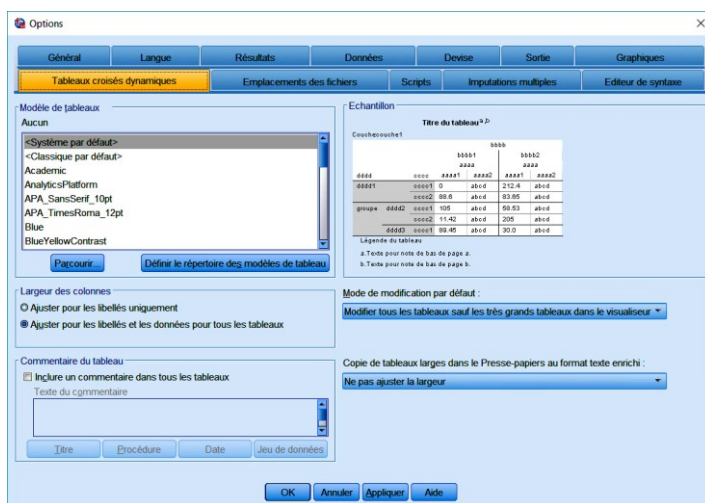 Options
Général Langue Résultats Données Devise Sortie Graphiques
Tableaux croisés dynamiques Emplacements des fichiers Scripts Imputations multiples Editeur de syntaxe
Modèle de tableaux
Aucun
<Système par défaut>
<Classique par défaut>
Academic
AnalyticsPlatform
APA_SansSerif_10pt
APA_TimesRoma_12pt
Blue
BlueYellowContrast
Parcourir... Définir le répertoire des modèles de tableau
Echantillon
Titre du tableau a,b
Couchecouche1
bbbb
bbbb1 bbbb2
aaaa aaaa
dddd cccc aaaa1 aaaa2 aaaa1 aaaa2
dddd1 cccc1 0 abcd 212.4 abcd
cccc2 88.6 abcd 83.65 abcd
groupe dddd2 cccc1 105 abcd 58.53 abcd
cccc2 11.42 abcd 205 abcd
dddd3 cccc1 89.45 abcd 30.0 abcd
Légende du tableau
a.Texte pour note de bas de page a.
b.Texte pour note de bas de page b.
Largeur des colonnes
Ajuster pour les libellés uniquement
Ajuster pour les libellés et les données pour tous les tableaux
Mode de modification par défaut :
Modifier tous les tableaux sauf les très grands tableaux dans le visualiseur
Commentaire du tableau
Inclure un commentaire dans tous les tableaux
Texte du commentaire
Titre Procédure Date Jeu de données
Copie de tableaux larges dans le Presse-papiers au format texte enrichi :
Ne pas ajuster la largeur
OK Annuler Appliquer Aide